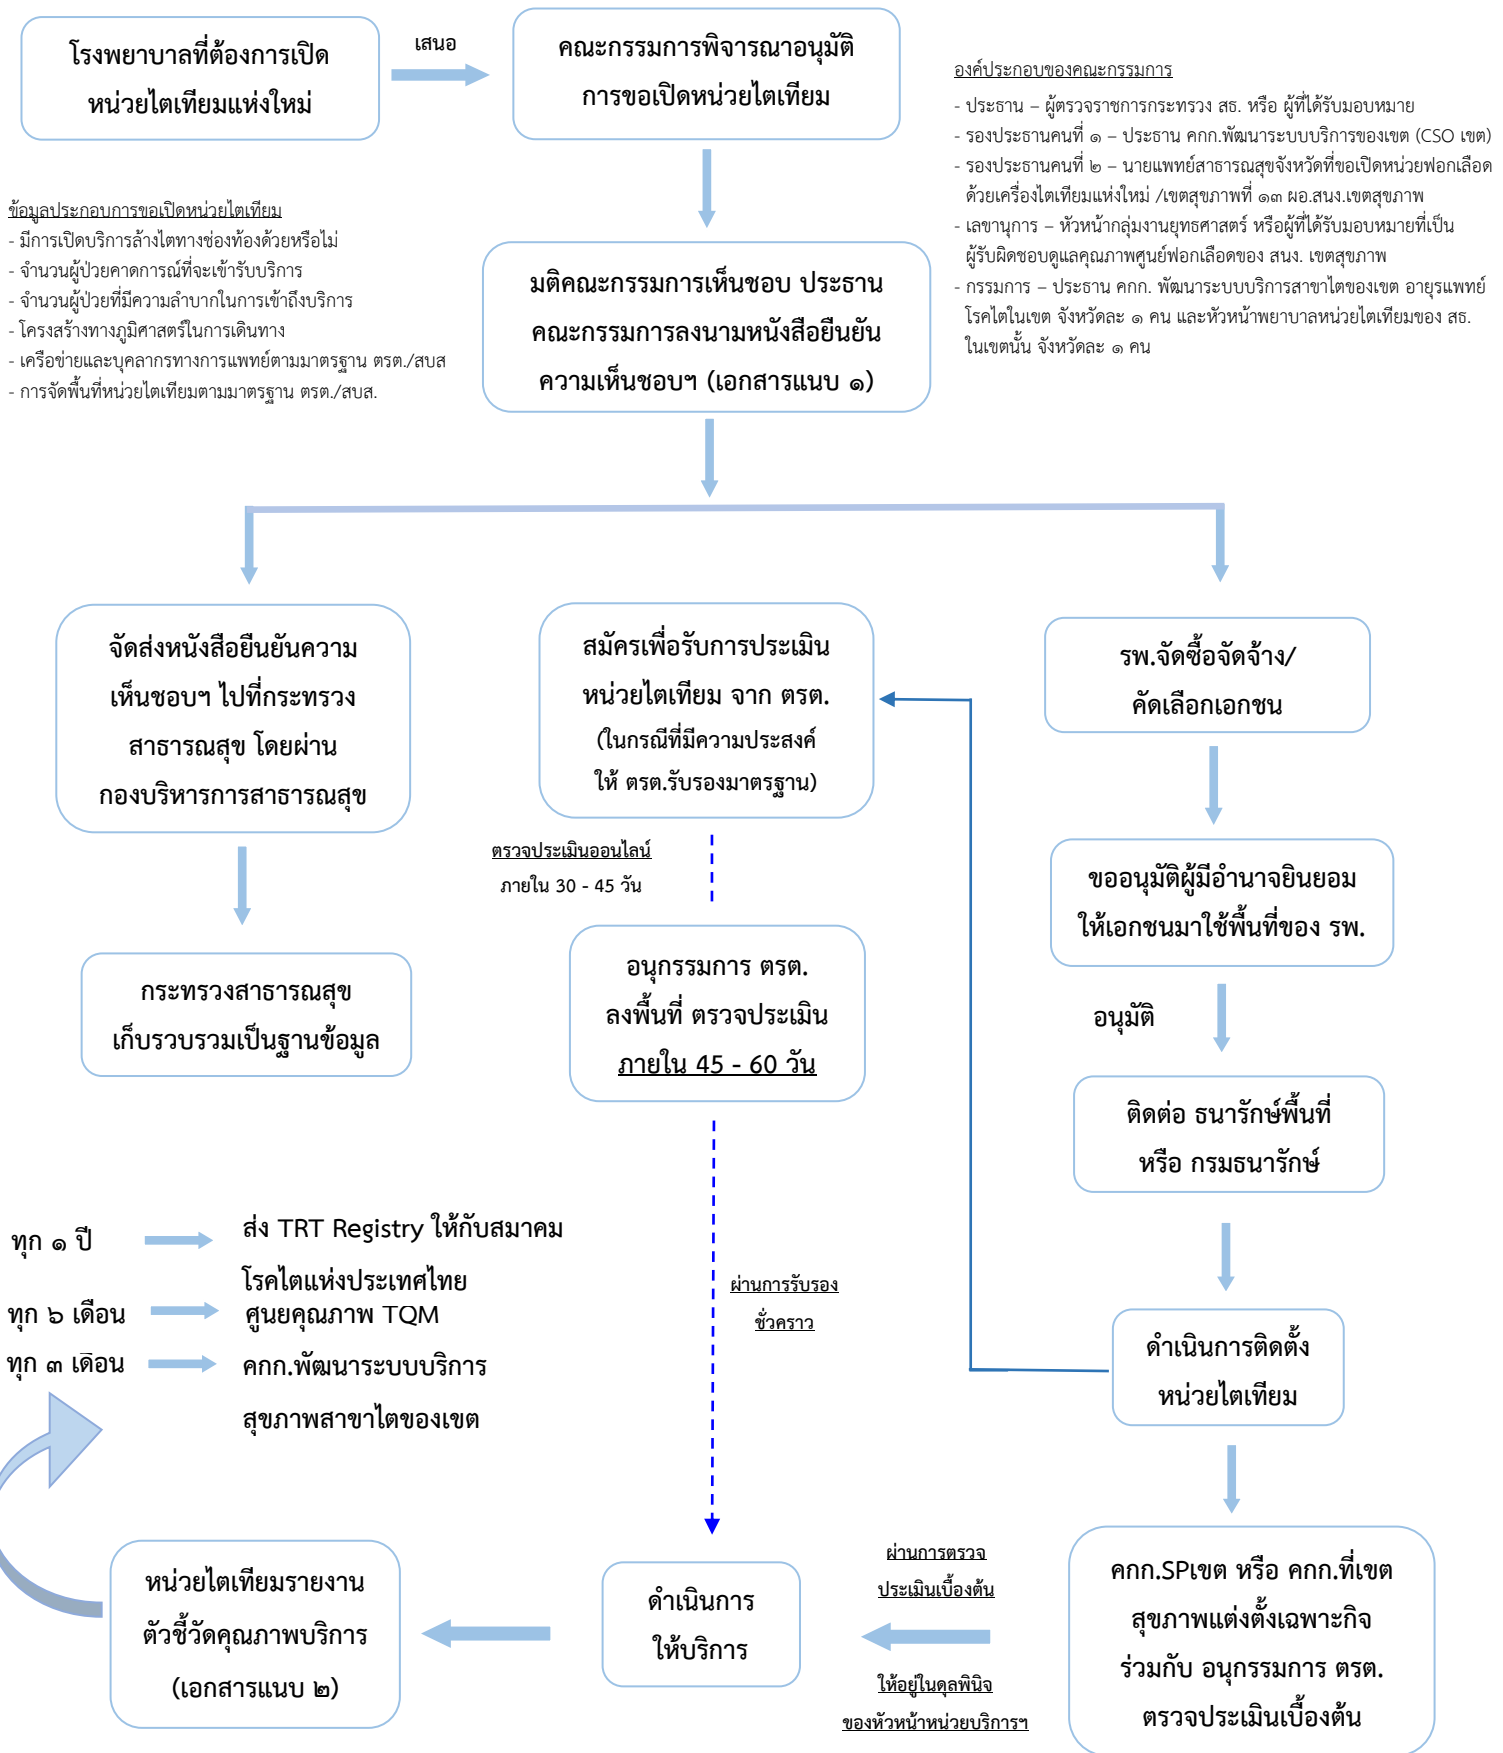 โรงพยาบาลที่ต้องการเปิด
หน่วยไตเทียมแห่งใหม่
เสนอ
คณะกรรมการพิจารณาอนุมัติ
การขอเปิดหน่วยไตเทียม
องค์ประกอบของคณะกรรมการ
- ประธาน – ผู้ตรวจราชการกระทรวง สธ. หรือ ผู้ที่ได้รับมอบหมาย
- รองประธานคนที่ ๑ – ประธาน คกก.พัฒนาระบบบริการของเขต (CSO เขต)
- รองประธานคนที่ ๒ – นายแพทย์สาธารณสุขจังหวัดที่ขอเปิดหน่วยฟอกเลือด
ด้วยเครื่องไตเทียมแห่งใหม่ /เขตสุขภาพที่ ๑๓ ผอ.สนง.เขตสุขภาพ
- เลขานุการ – หัวหน้ากลุ่มงานยุทธศาสตร์ หรือผู้ที่ได้รับมอบหมายที่เป็น
ผู้รับผิดชอบดูแลคุณภาพศูนย์ฟอกเลือดของ สนง. เขตสุขภาพ
- กรรมการ – ประธาน คกก. พัฒนาระบบบริการสาขาไตของเขต อายุรแพทย์
โรคไตในเขต จังหวัดละ ๑ คน และหัวหน้าพยาบาลหน่วยไตเทียมของ สธ.
ในเขตนั้น จังหวัดละ ๑ คน
ข้อมูลประกอบการขอเปิดหน่วยไตเทียม
- มีการเปิดบริการล้างไตทางช่องท้องด้วยหรือไม่
- จำนวนผู้ป่วยคาดการณ์ที่จะเข้ารับบริการ
- จำนวนผู้ป่วยที่มีความลำบากในการเข้าถึงบริการ
- โครงสร้างทางภูมิศาสตร์ในการเดินทาง
- เครือข่ายและบุคลากรทางการแพทย์ตามมาตรฐาน ตรต./สบส
- การจัดพื้นที่หน่วยไตเทียมตามมาตรฐาน ตรต./สบส.
มติคณะกรรมการเห็นชอบ ประธาน
คณะกรรมการลงนามหนังสือยืนยัน
ความเห็นชอบฯ (เอกสารแนบ ๑)
จัดส่งหนังสือยืนยันความ
เห็นชอบฯ ไปที่กระทรวง
สาธารณสุข โดยผ่าน
กองบริหารการสาธารณสุข
กระทรวงสาธารณสุข
เก็บรวบรวมเป็นฐานข้อมูล
สมัครเพื่อรับการประเมิน
หน่วยไตเทียม จาก ตรต.
(ในกรณีที่มีความประสงค์
ให้ ตรต.รับรองมาตรฐาน)
ตรวจประเมินออนไลน์
ภายใน 30 - 45 วัน
อนุกรรมการ ตรต.
ลงพื้นที่ ตรวจประเมิน
ภายใน 45 - 60 วัน
ผ่านการรับรอง
ชั่วคราว
รพ.จัดซื้อจัดจ้าง/
คัดเลือกเอกชน
ขออนุมัติผู้มีอำนาจยินยอม
ให้เอกชนมาใช้พื้นที่ของ รพ.
อนุมัติ
ติดต่อ ธนารักษ์พื้นที่
หรือ กรมธนารักษ์
ดำเนินการติดตั้ง
หน่วยไตเทียม
คกก.SPเขต หรือ คกก.ที่เขต
สุขภาพแต่งตั้งเฉพาะกิจ
ร่วมกับ อนุกรรมการ ตรต.
ตรวจประเมินเบื้องต้น
ผ่านการตรวจ
ประเมินเบื้องต้น
ให้อยู่ในดุลพินิจ
ของหัวหน้าหน่วยบริการฯ
ดำเนินการ
ให้บริการ
หน่วยไตเทียมรายงาน
ตัวชี้วัดคุณภาพบริการ
(เอกสารแนบ ๒)
ทุก ๑ ปี
ส่ง TRT Registry ให้กับสมาคม
โรคไตแห่งประเทศไทย
ทุก ๖ เดือน
ศูนยคุณภาพ TQM
ทุก ๓ เดือน
คกก.พัฒนาระบบบริการ
สุขภาพสาขาไตของเขต